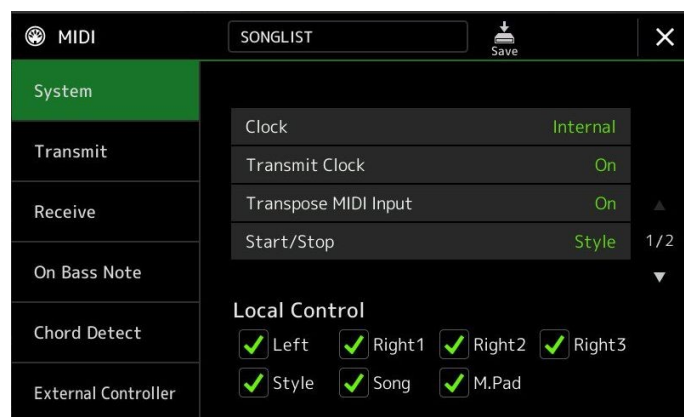 MIDI
SONGLIST
Save
System
Transmit
Receive
On Bass Note
Chord Detect
External Controller
Clock Internal
Transmit Clock On
Transpose MIDI Input On
Start/Stop Style
1/2
Local Control
Left Right1 Right2 Right3
Style Song M.Pad